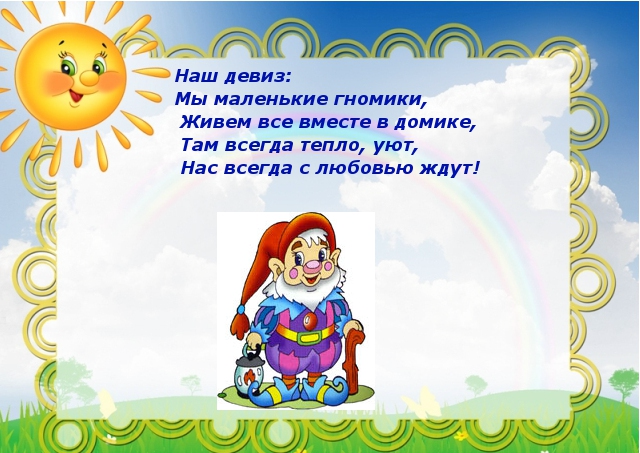 Наш девиз:
Мы маленькие гномики,
Живем все вместе в домике,
Там всегда тепло, уют,
Нас всегда с любовью ждут!